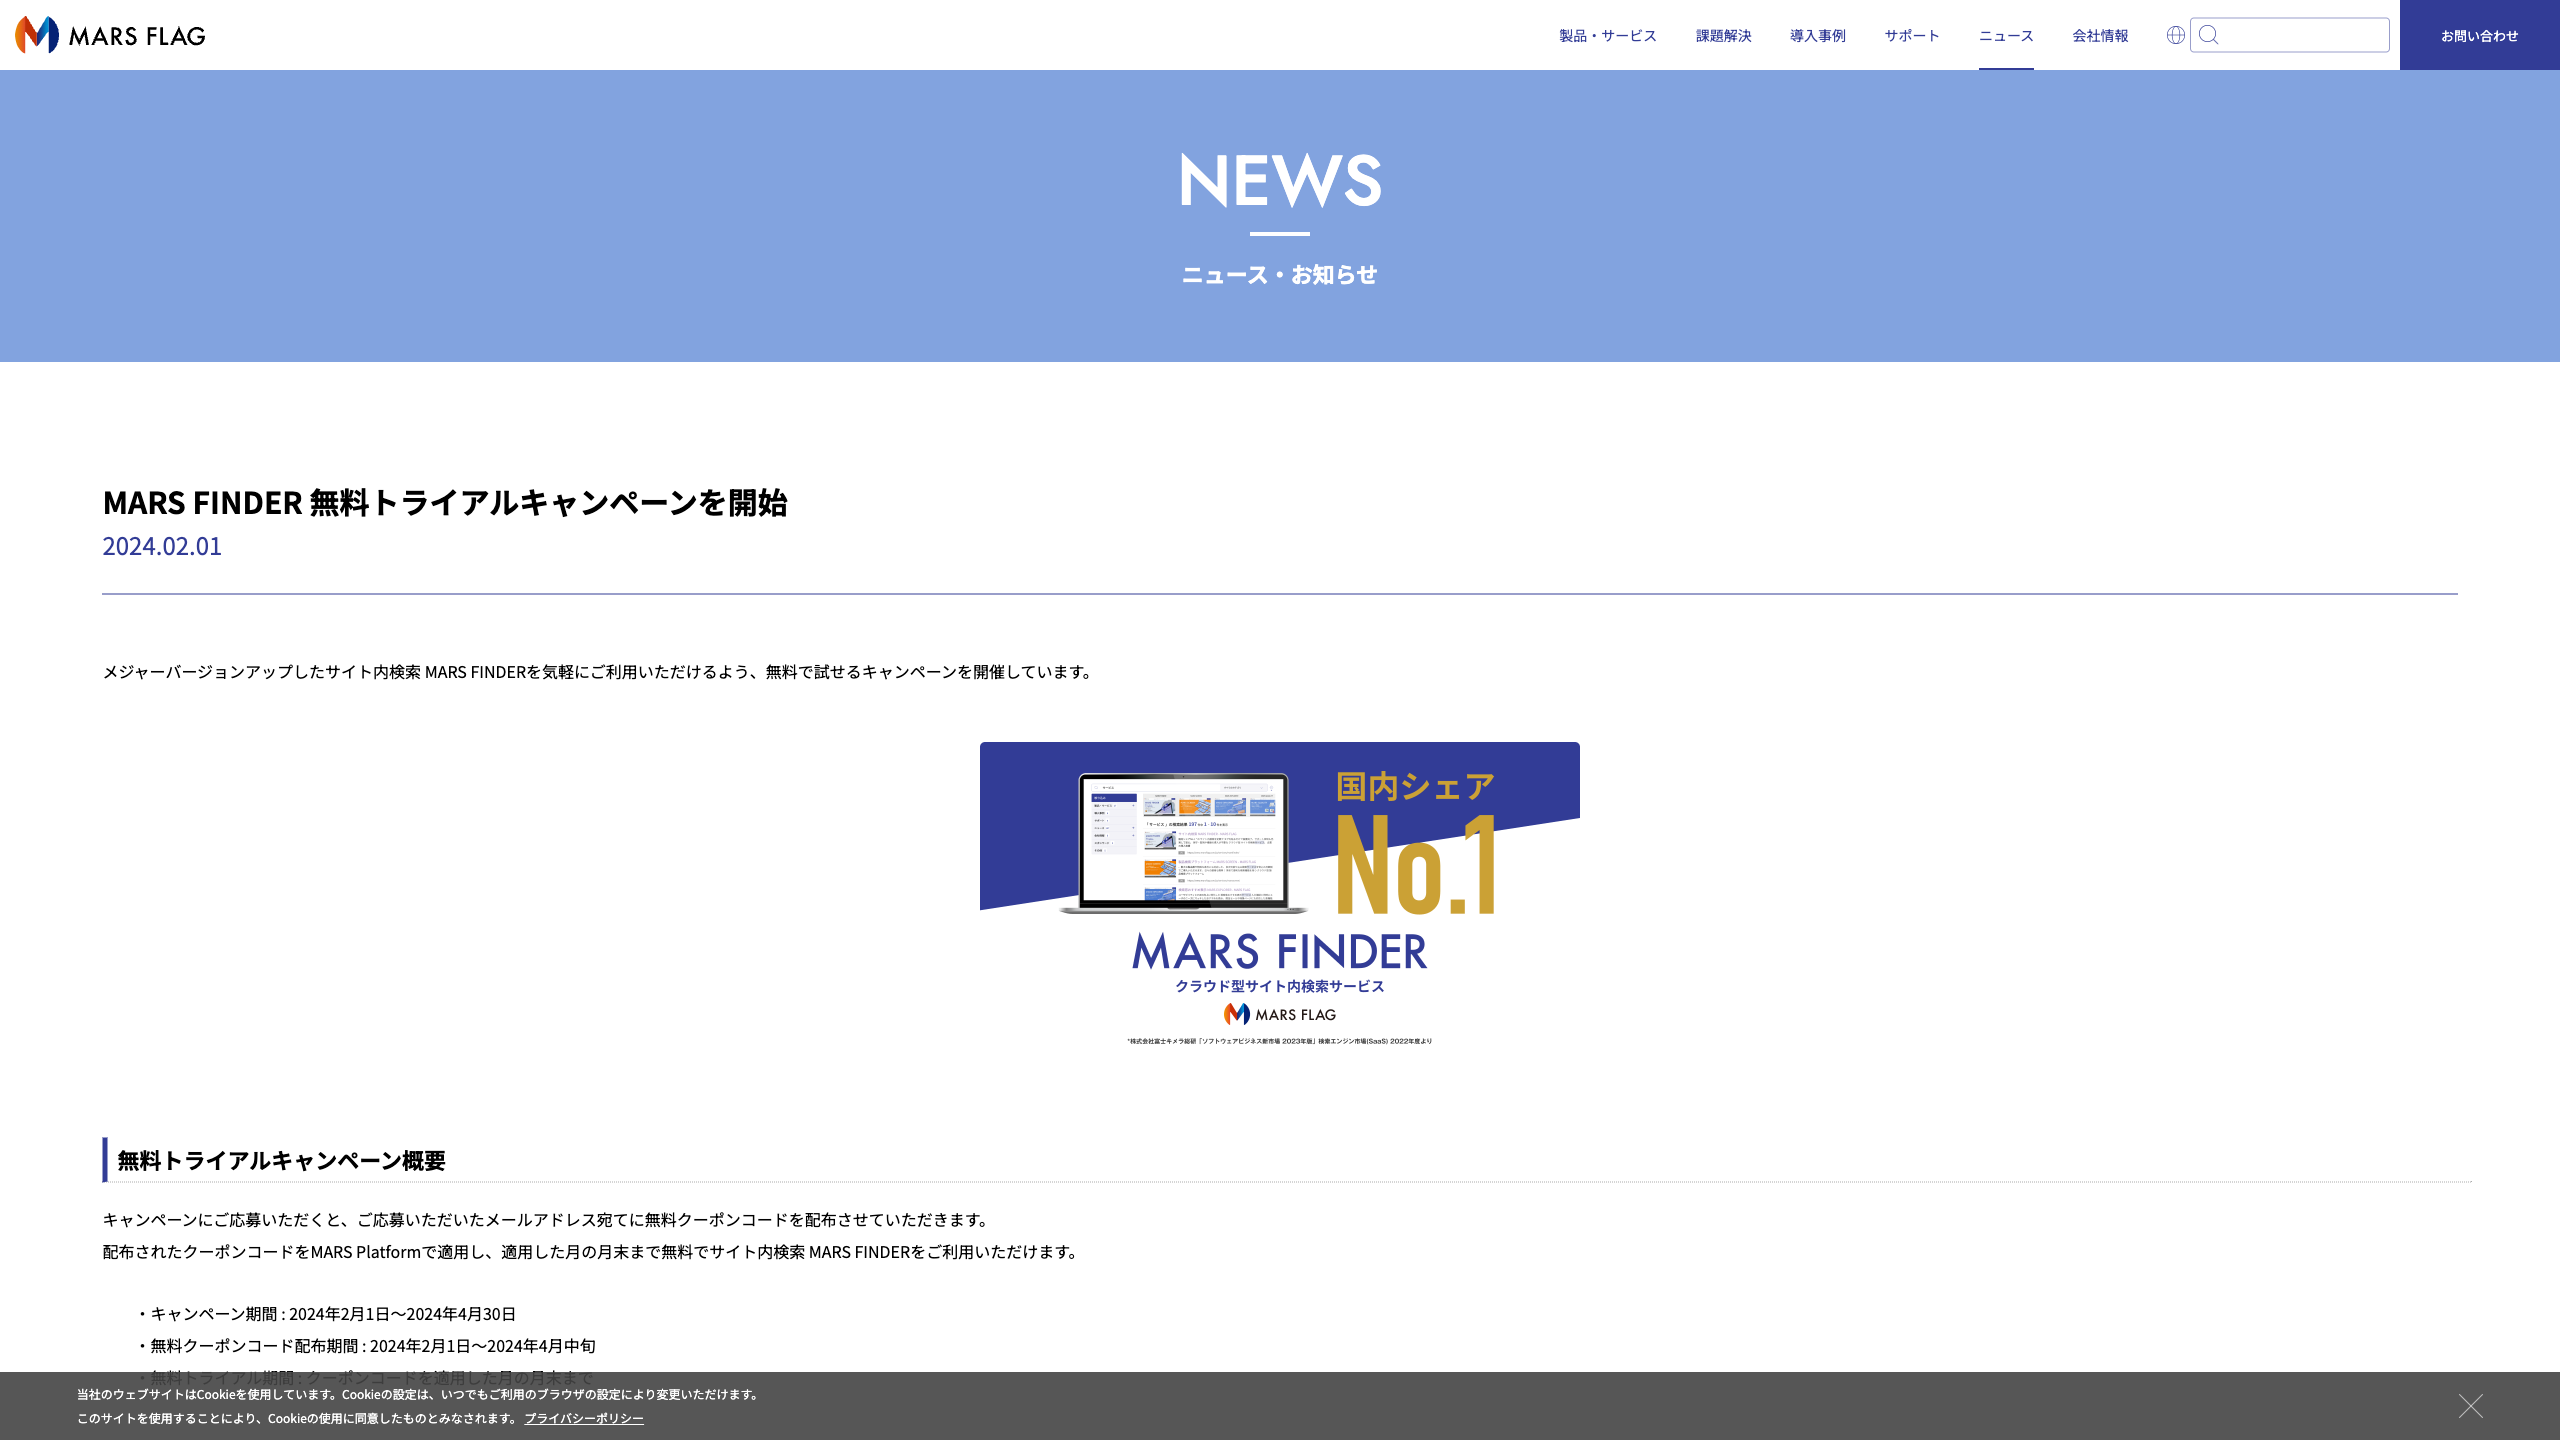 MARS FLAG
製品・サービス
課題解決
導入事例
サポート
ニュース
会社情報
お問い合わせ
NEWS
ニュース・お知らせ
MARS FINDER 無料トライアルキャンペーンを開始
2024.02.01
メジャーバージョンアップしたサイト内検索 MARS FINDERを気軽にご利用いただけるよう、無料で試せるキャンペーンを開催しています。
国内シェア
No.1
MARS FINDER
クラウド型サイト内検索サービス
MARS FLAG
*株式会社富士キメラ総研「ソフトウェアビジネス新市場 2023年版」検索エンジン市場(SaaS) 2022年度より
無料トライアルキャンペーン概要
キャンペーンにご応募いただくと、ご応募いただいたメールアドレス宛てに無料クーポンコードを配布させていただきます。
配布されたクーポンコードをMARS Platformで適用し、適用した月の月末まで無料でサイト内検索 MARS FINDERをご利用いただけます。
・キャンペーン期間 : 2024年2月1日〜2024年4月30日
・無料クーポンコード配布期間 : 2024年2月1日〜2024年4月中旬
・無料トライアル期間 : クーポンコードを適用した月の月末まで
当社のウェブサイトはCookieを使用しています。Cookieの設定は、いつでもご利用のブラウザの設定により変更いただけます。
このサイトを使用することにより、Cookieの使用に同意したものとみなされます。 プライバシーポリシー